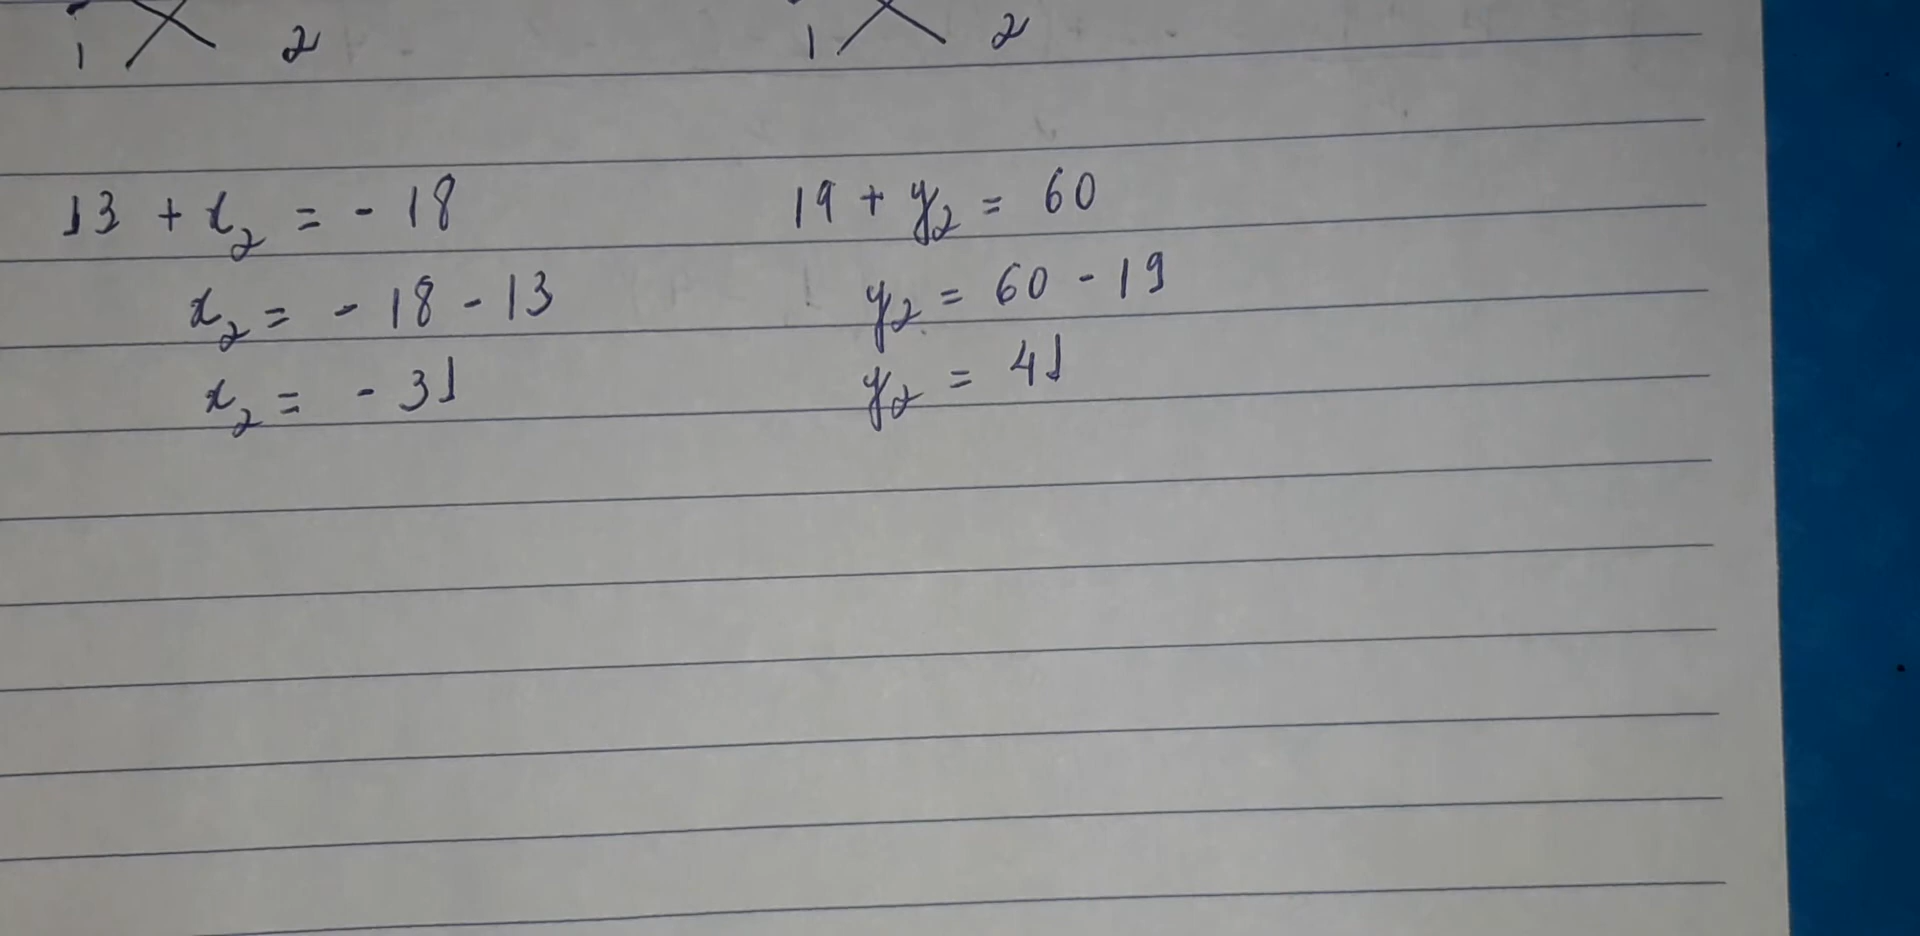 1 2 1 2
13 + x₂ = - 18 19 + y₂ = 60
x₂ = - 18 - 13 y₂ = 60 - 19
x₂ = - 31 y₂ = 41